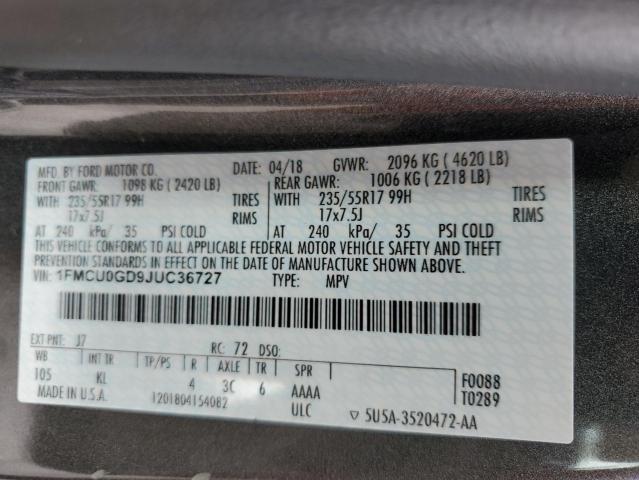 MFG. BY FORD MOTOR CO. DATE: 04/18 GVWR: 2096 KG (4620 LB)
FRONT GAWR: 1098 KG (2420 LB) REAR GAWR: 1006 KG (2218 LB)
WITH 235/55R17 99H TIRES WITH 235/55R17 99H TIRES
17x7.5J RIMS 17x7.5J RIMS
AT 240 kPa/ 35 PSI COLD AT 240 kPa/ 35 PSI COLD
THIS VEHICLE CONFORMS TO ALL APPLICABLE FEDERAL MOTOR VEHICLE SAFETY AND THEFT
PREVENTION STANDARDS IN EFFECT ON THE DATE OF MANUFACTURE SHOWN ABOVE.
VIN: 1FMCU0GD9JUC36727 TYPE: MPV
EXT PNT: J7 RC: 72 DSO:
WB INT TR TP/PS R AXLE TR SPR
105 KL 4 3C 6 AAAA
F0088
T0289
MADE IN U.S.A. 1201804154082 ULC
5U5A-3520472-AA